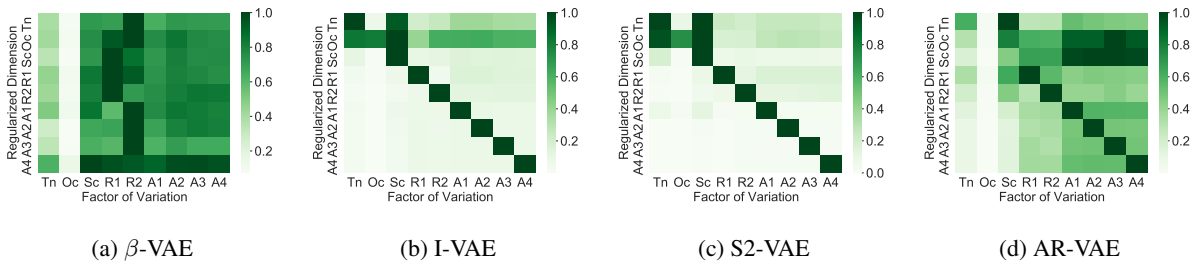 Regularized Dimension
Tn
Oc
Sc
R1
R2
A1
A2
A3
A4
Tn Oc Sc R1 R2 A1 A2 A3 A4
Factor of Variation
1.0
0.8
0.6
0.4
0.2
(a) β-VAE
Regularized Dimension
Tn
Oc
Sc
R1
R2
A1
A2
A3
A4
Tn Oc Sc R1 R2 A1 A2 A3 A4
Factor of Variation
1.0
0.8
0.6
0.4
0.2
(b) I-VAE
Regularized Dimension
Tn
Oc
Sc
R1
R2
A1
A2
A3
A4
Tn Oc Sc R1 R2 A1 A2 A3 A4
Factor of Variation
1.0
0.8
0.6
0.4
0.2
0.0
(c) S2-VAE
Regularized Dimension
Tn
Oc
Sc
R1
R2
A1
A2
A3
A4
Tn Oc Sc R1 R2 A1 A2 A3 A4
Factor of Variation
1.0
0.8
0.6
0.4
0.2
(d) AR-VAE